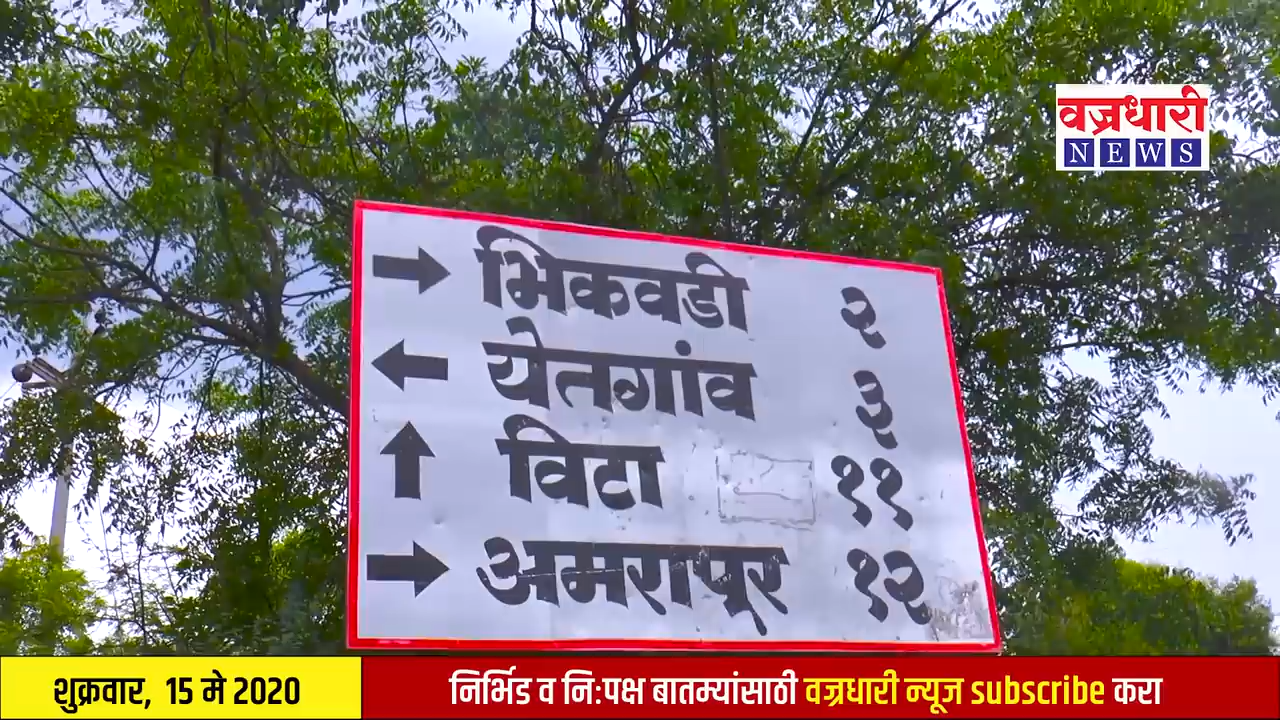 वज्रधारी
NEWS
भिकवडी २
येतगांव ३
विटा ११
अमरापूर १२
शुक्रवार, 15 मे 2020
निर्भिड व नि:पक्ष बातम्यांसाठी वज्रधारी न्यूज subscribe करा